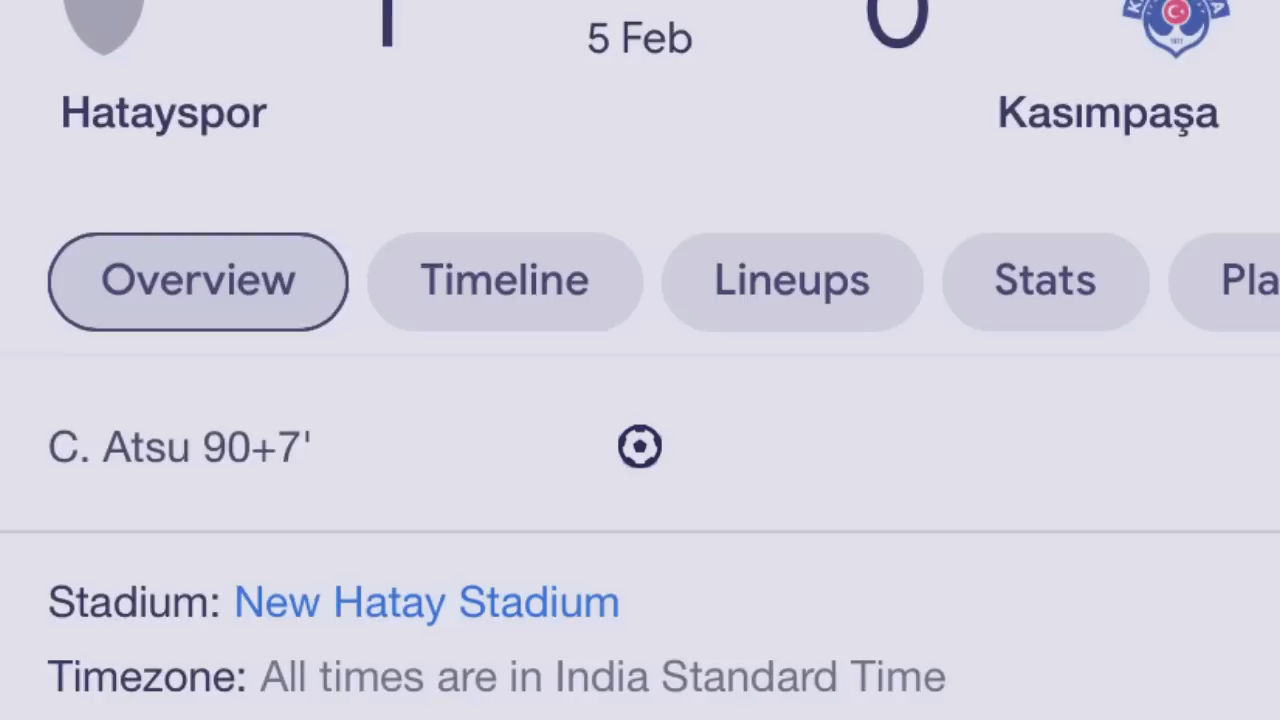 1 5 Feb 0
Hatayspor Kasımpaşa
Overview Timeline Lineups Stats Pla
C. Atsu 90+7'
Stadium: New Hatay Stadium
Timezone: All times are in India Standard Time